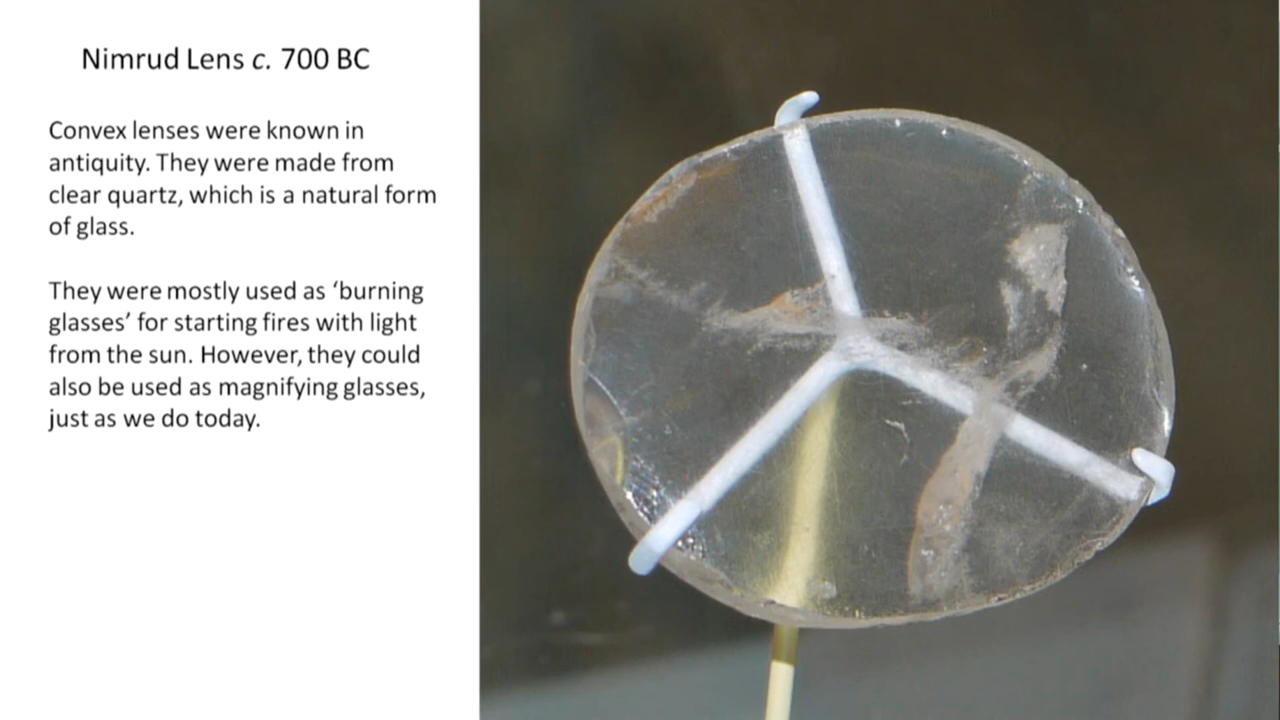 Nimrud Lens c. 700 BC
Convex lenses were known in
antiquity. They were made from
clear quartz, which is a natural form
of glass.
They were mostly used as ‘burning
glasses’ for starting fires with light
from the sun. However, they could
also be used as magnifying glasses,
just as we do today.